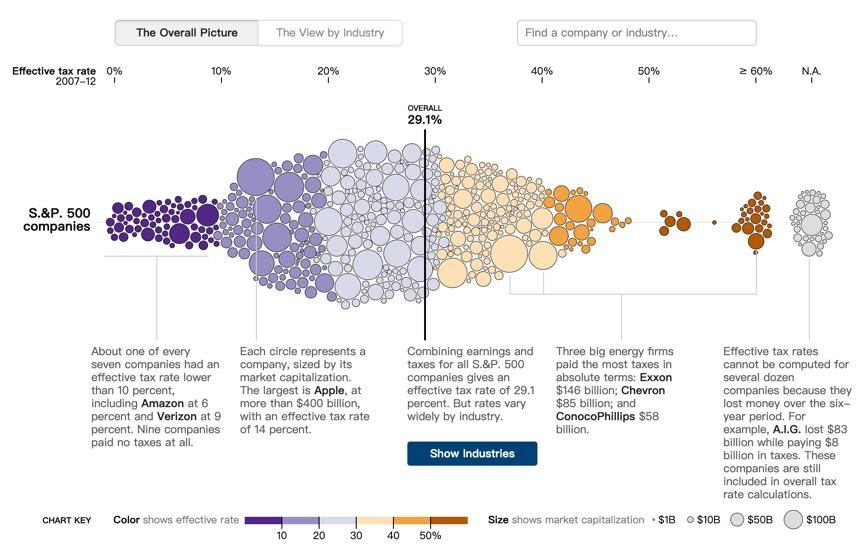 The Overall Picture
The View by Industry
Find a company or industry...
Effective tax rate
2007–12
0%
10%
20%
30%
40%
50%
≥ 60%
N.A.
OVERALL
29.1%
S.&P. 500
companies
About one of every
seven companies had an
effective tax rate lower
than 10 percent,
including Amazon at 6
percent and Verizon at 9
percent. Nine companies
paid no taxes at all.
Each circle represents a
company, sized by its
market capitalization.
The largest is Apple, at
more than $400 billion,
with an effective tax rate
of 14 percent.
Combining earnings and
taxes for all S.&P. 500
companies gives an
effective tax rate of 29.1
percent. But rates vary
widely by industry.
Show Industries
Three big energy firms
paid the most taxes in
absolute terms: Exxon
$146 billion; Chevron
$85 billion; and
ConocoPhillips $58
billion.
Effective tax rates
cannot be computed for
several dozen
companies because they
lost money over the six–
year period. For
example, A.I.G. lost $83
billion while paying $8
billion in taxes. These
companies are still
included in overall tax
rate calculations.
CHART KEY
Color shows effective rate
10
20
30
40
50%
Size shows market capitalization
$1B
$10B
$50B
$100B